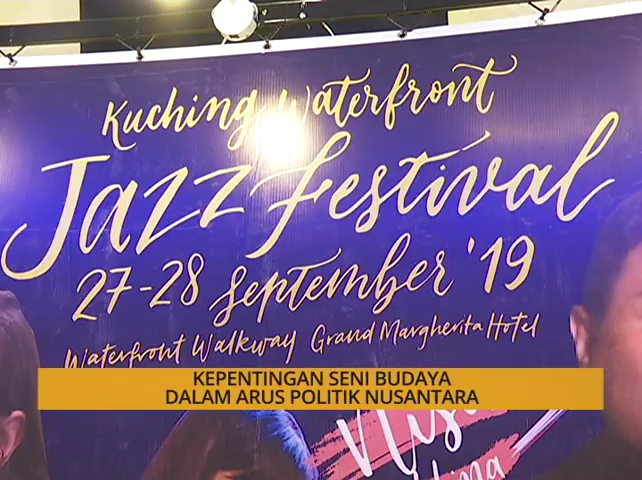 Kuching Waterfront
Jazz Festival
27-28 September '19
Waterfront Walkway Grand Margherita Hotel
KEPENTINGAN SENI BUDAYA
DALAM ARUS POLITIK NUSANTARA